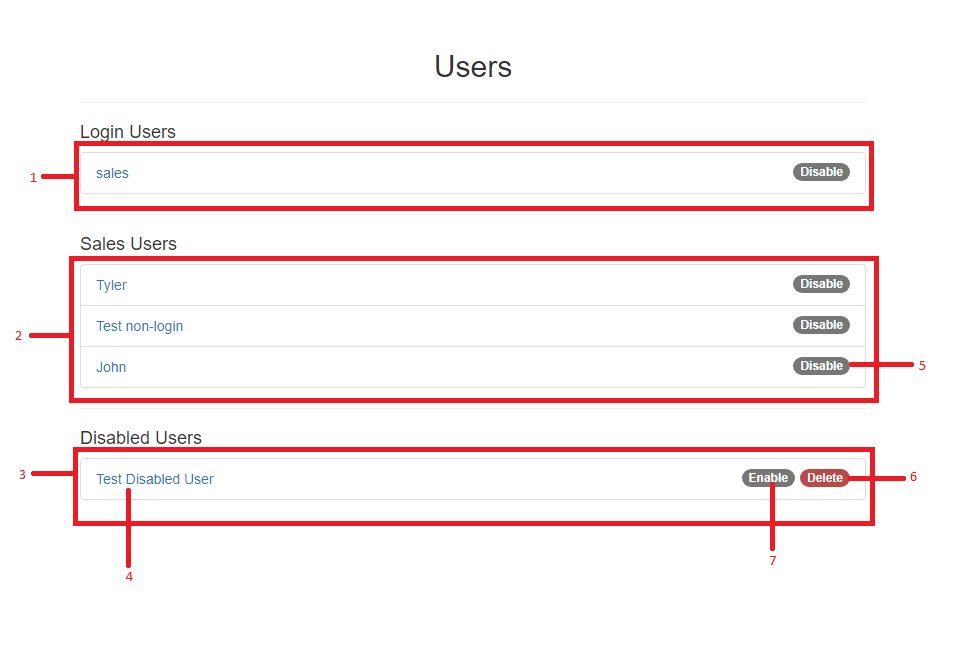 Users
Login Users
1 sales Disable
Sales Users
Tyler Disable
2 Test non-login Disable
John Disable 5
Disabled Users
3 Test Disabled User Enable Delete 6
7
4